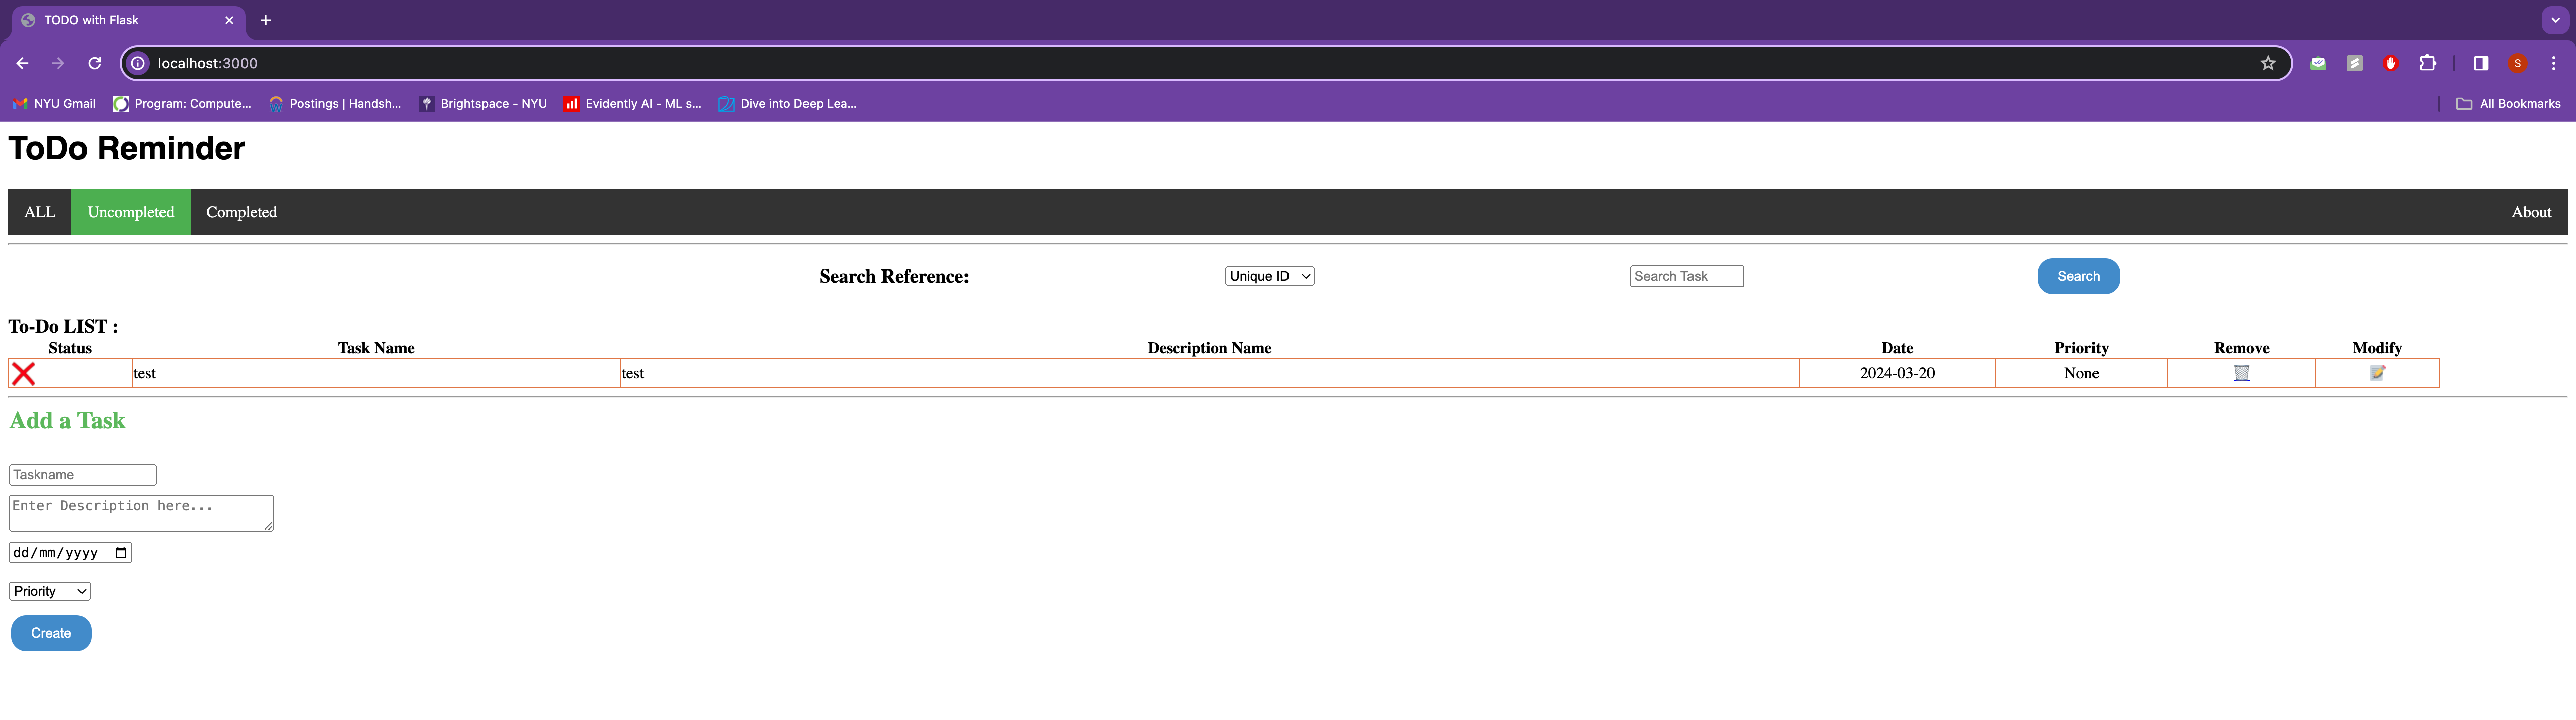 TODO with Flask
localhost:3000
S
NYU Gmail Program: Compute... Postings | Handsh... Brightspace - NYU Evidently AI - ML s... Dive into Deep Lea... All Bookmarks
ToDo Reminder
ALL Uncompleted Completed About
Search Reference: Unique ID Search Task Search
To-Do LIST :
Status Task Name Description Name Date Priority Remove Modify
test test 2024-03-20 None
Add a Task
Taskname
Enter Description here...
dd/mm/yyyy
Priority
Create